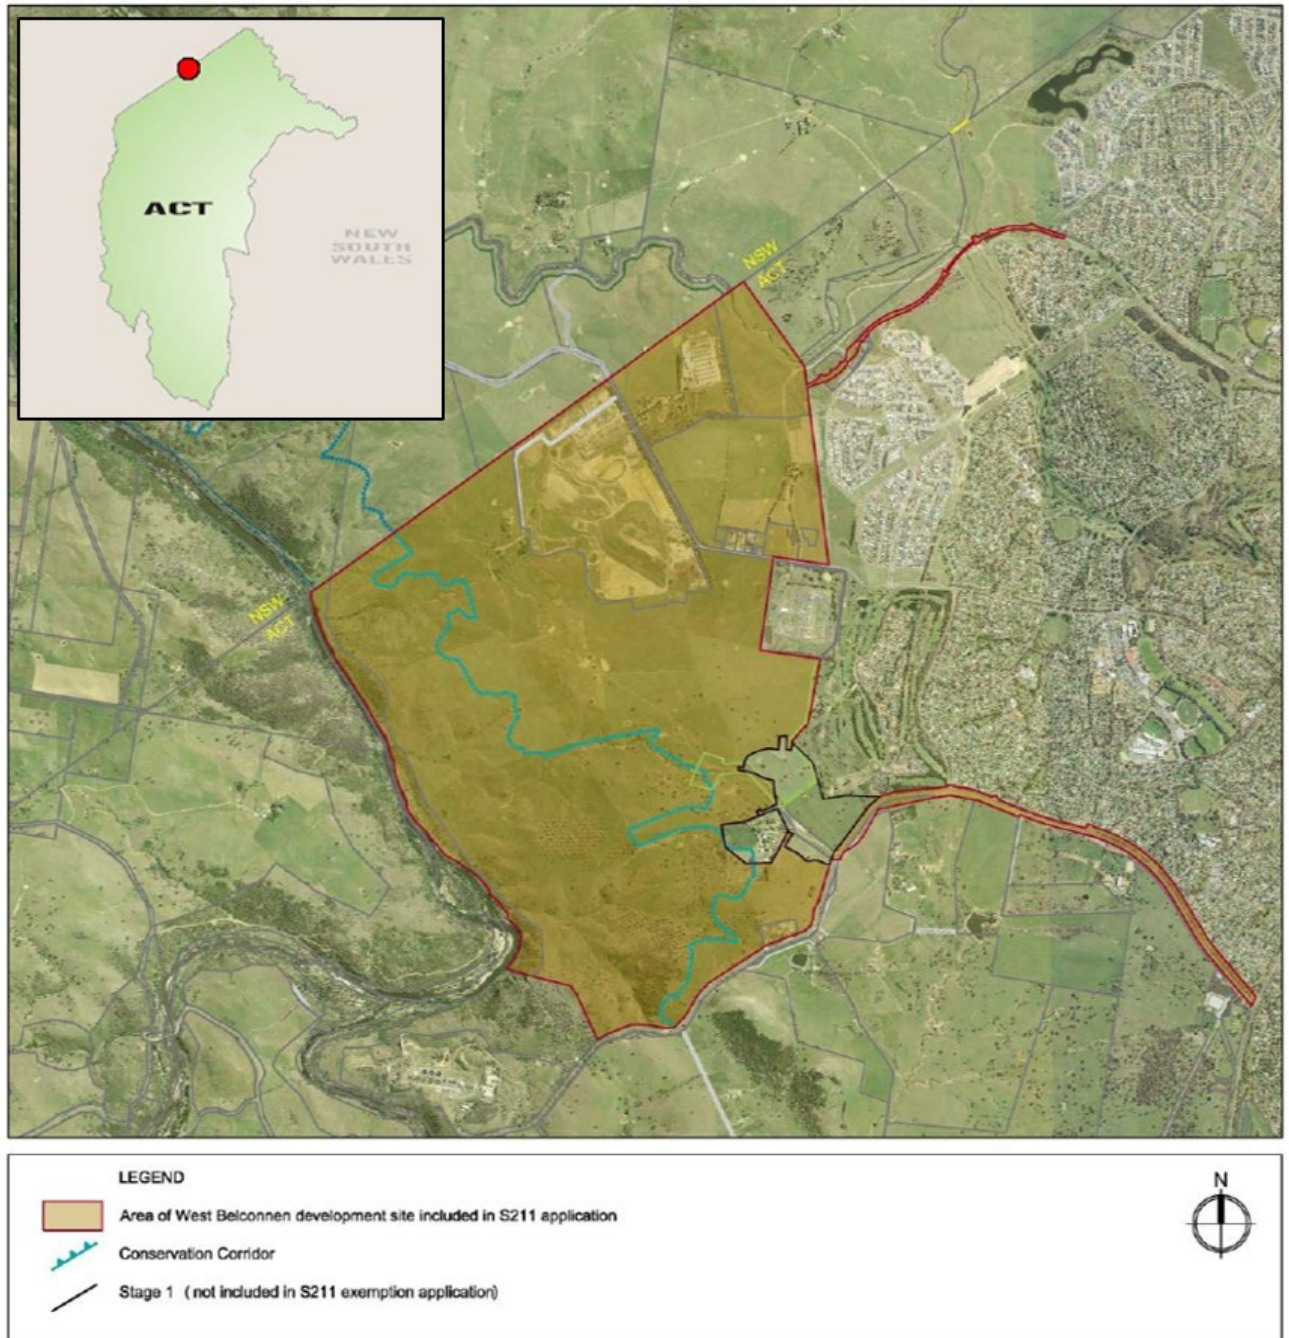 ACT
NEW
SOUTH
WALES
NSW
ACT
NSW
ACT
LEGEND
N
Area of West Belconnen development site included in S211 application
Conservation Corridor
Stage 1 ( not included in S211 exemption application)